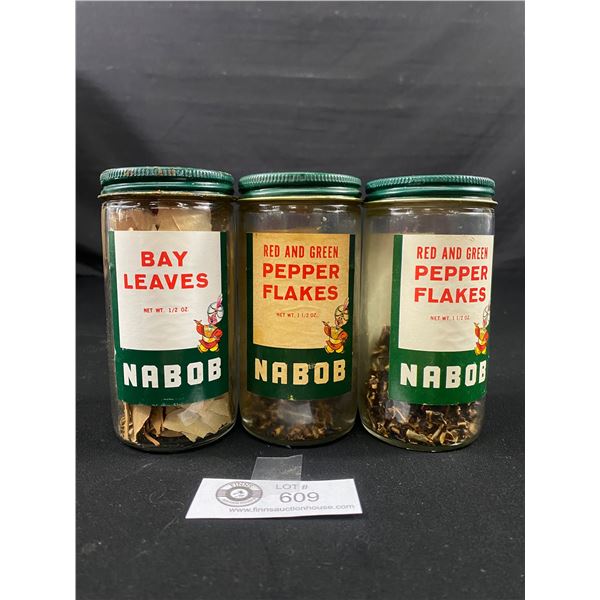 BAY
LEAVES
NET WT. 1/2 OZ.
NABOB
RED AND GREEN
PEPPER
FLAKES
NET WT. 1 1/2 OZ.
NABOB
RED AND GREEN
PEPPER
FLAKES
NET WT. 1 1/2 OZ.
NABOB
LOT #
609
www.finnsauctionhouse.com